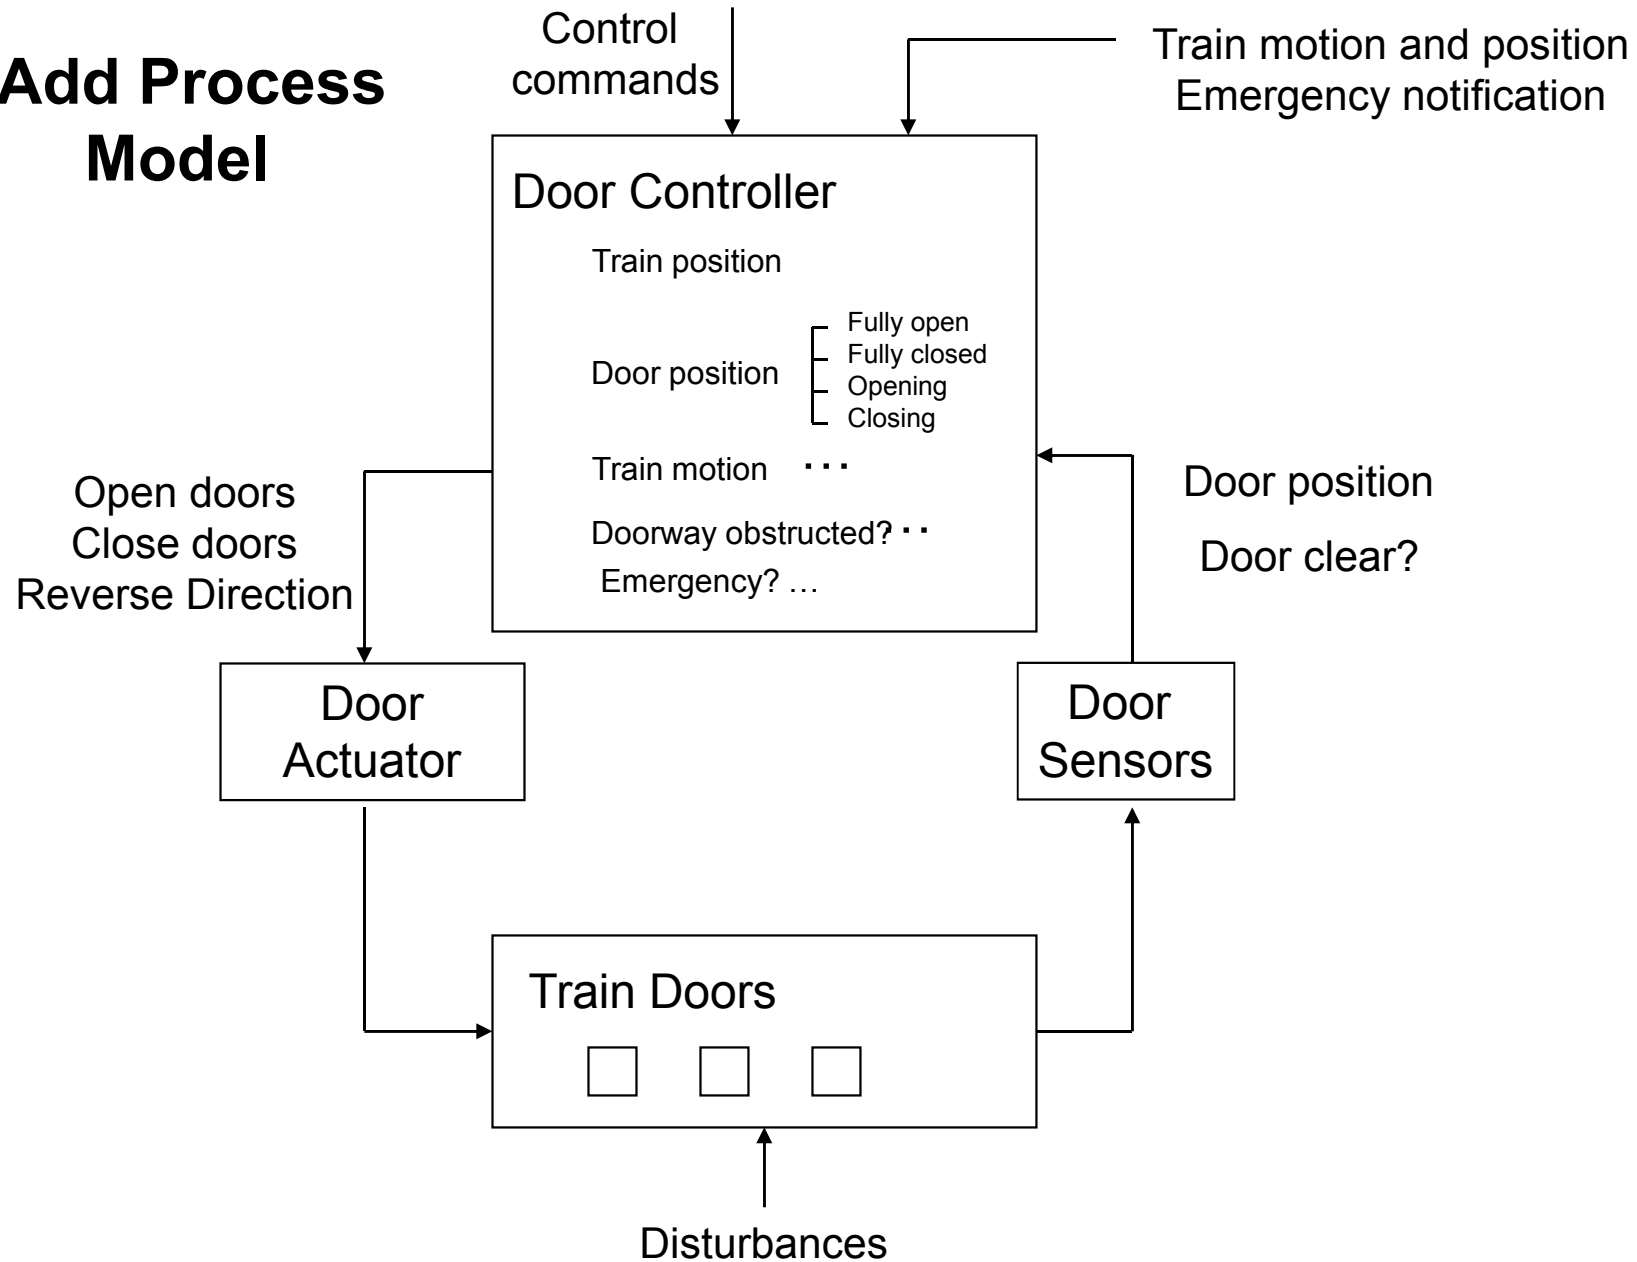 Add Process
Model
Control
commands
Train motion and position
Emergency notification
Door Controller
Train position
Door position
Fully open
Fully closed
Opening
Closing
Train motion ...
Doorway obstructed? ..
Emergency? …
Open doors
Close doors
Reverse Direction
Door position
Door clear?
Door
Actuator
Door
Sensors
Train Doors
Disturbances